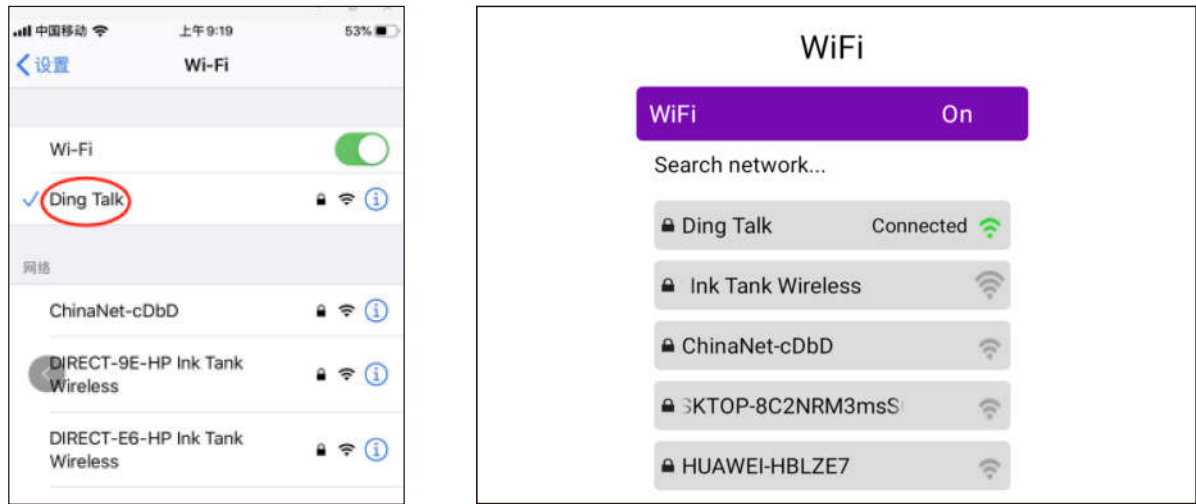 中国移动 上午9:19 53%
设置 Wi-Fi
Wi-Fi
Ding Talk
网络
ChinaNet-cDbD
DIRECT-9E-HP Ink Tank
Wireless
DIRECT-E6-HP Ink Tank
Wireless
WiFi
WiFi On
Search network...
Ding Talk Connected
Ink Tank Wireless
ChinaNet-cDbD
SKTOP-8C2NRM3msS
HUAWEI-HBLZE7